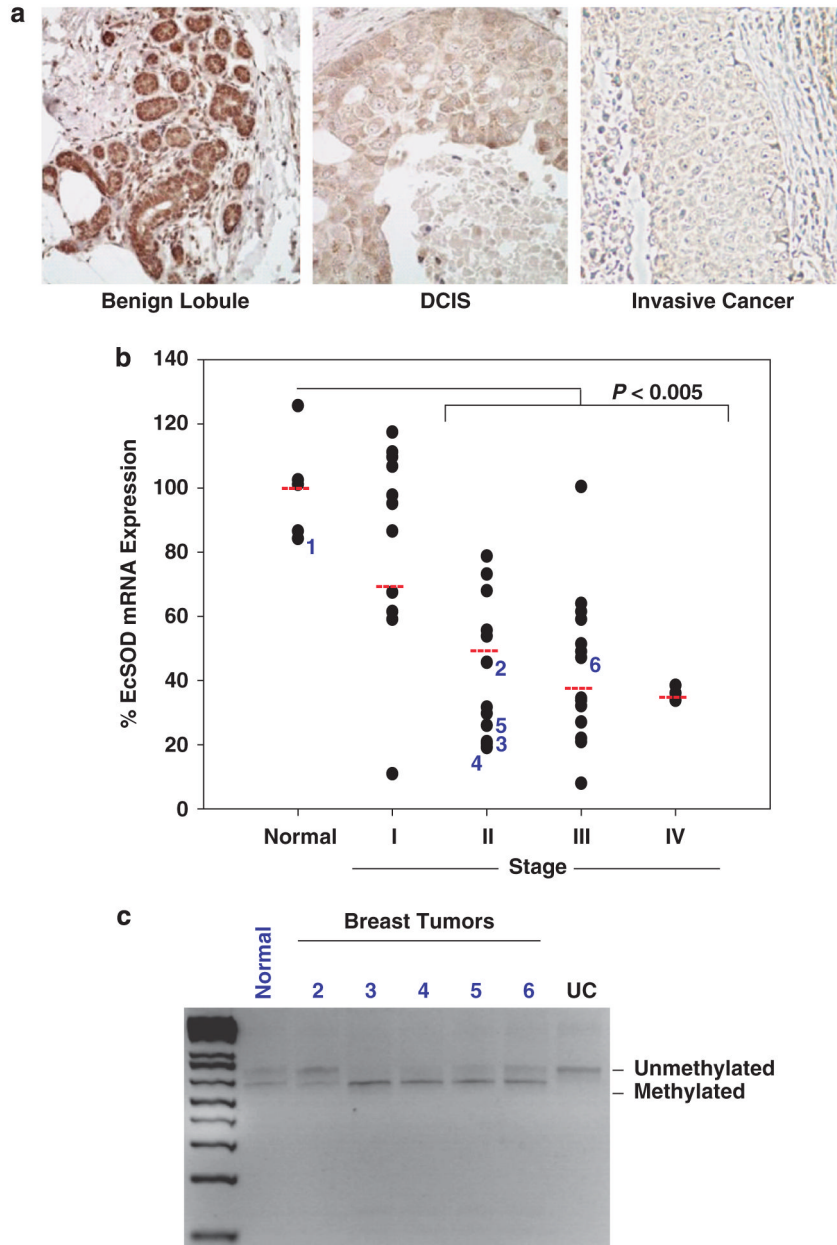 a
Benign Lobule
DCIS
Invasive Cancer
b
% EcSOD mRNA Expression
140
120
100
80
60
40
20
0
P < 0.005
1
2
5
3
4
6
Normal
I
II
III
IV
Stage
c
Breast Tumors
Normal
2
3
4
5
6
UC
Unmethylated
Methylated